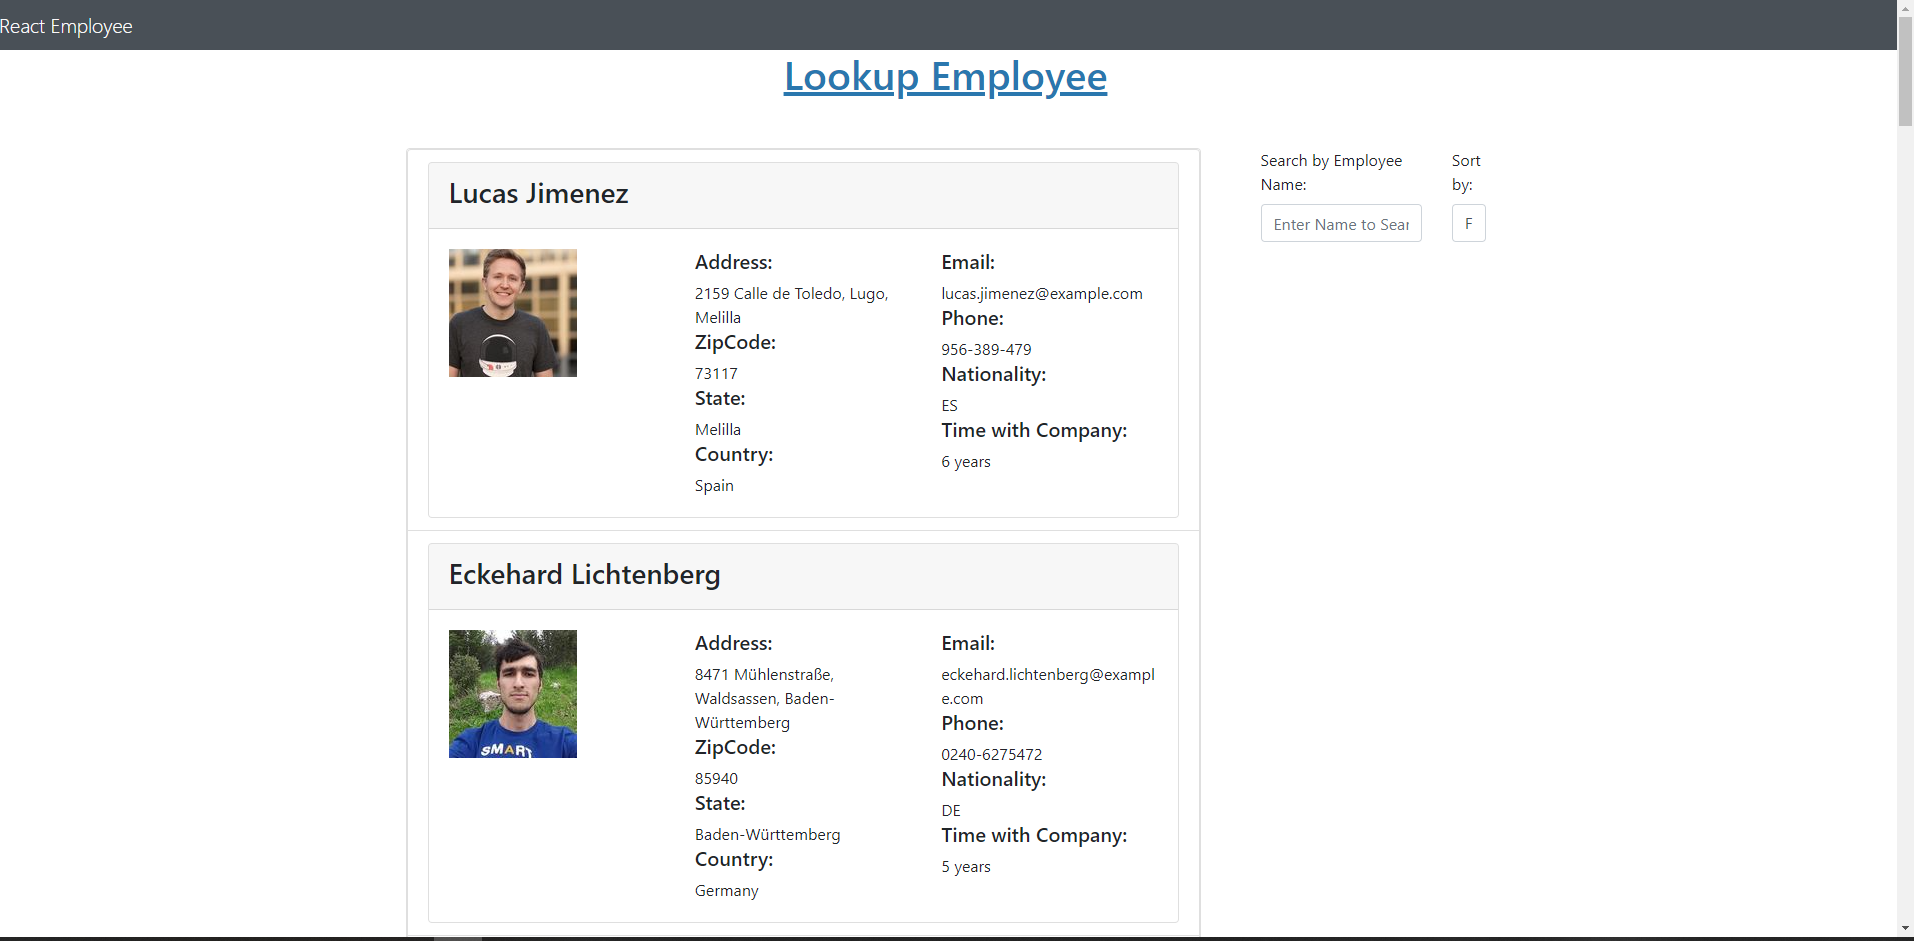 React Employee
Lookup Employee
Lucas Jimenez
Address:
2159 Calle de Toledo, Lugo,
Melilla
ZipCode:
73117
State:
Melilla
Country:
Spain
Email:
lucas.jimenez@example.com
Phone:
956-389-479
Nationality:
ES
Time with Company:
6 years
Eckehard Lichtenberg
SMART
Address:
8471 Mühlenstraße,
Waldsassen, Baden-
Württemberg
ZipCode:
85940
State:
Baden-Württemberg
Country:
Germany
Email:
eckehard.lichtenberg@exampl
e.com
Phone:
0240-6275472
Nationality:
DE
Time with Company:
5 years
Search by Employee
Name:
Enter Name to Sear
Sort
by:
F